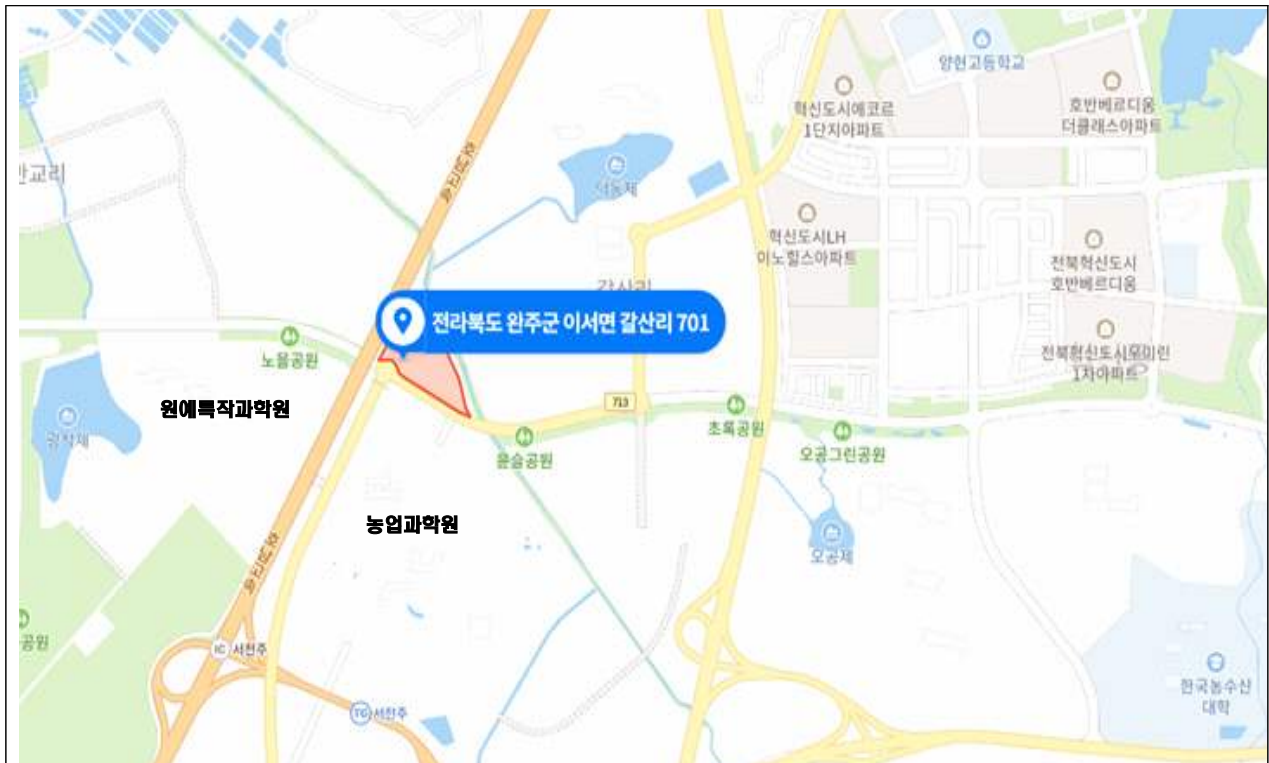 양현고등학교
혁신도시에코르
1단지아파트
호반베르디움
더클래스아파트
혁신도시LH
이노힐스아파트
전북혁신도시
호반베르디움
전라북도 완주군 이서면 갈산리 701
노을공원
전북혁신도시우미린
1차아파트
원예특작과학원
713
초록공원
오공그린공원
윤슬공원
농업과학원
오공제
공원
IC 서전주
TG 서전주
한국농수산
대학